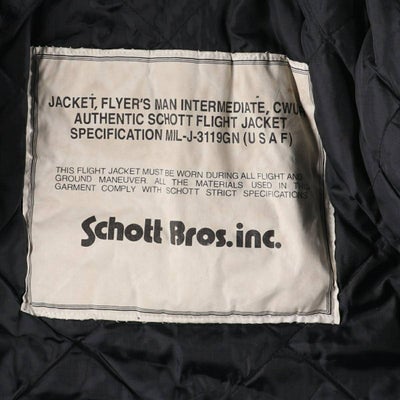 JACKET, FLYER'S MAN INTERMEDIATE, CWU
AUTHENTIC SCHOTT FLIGHT JACKET
SPECIFICATION MIL-J-3119GN (U S A F)
THIS FLIGHT JACKET MUST BE WORN DURING ALL FLIGHT AND
GROUND MANEUVER. ALL THE MATERIALS USED IN THIS
GARMENT COMPLY WITH SCHOTT STRICT SPECIFICATIONS
Schott Bros.inc.